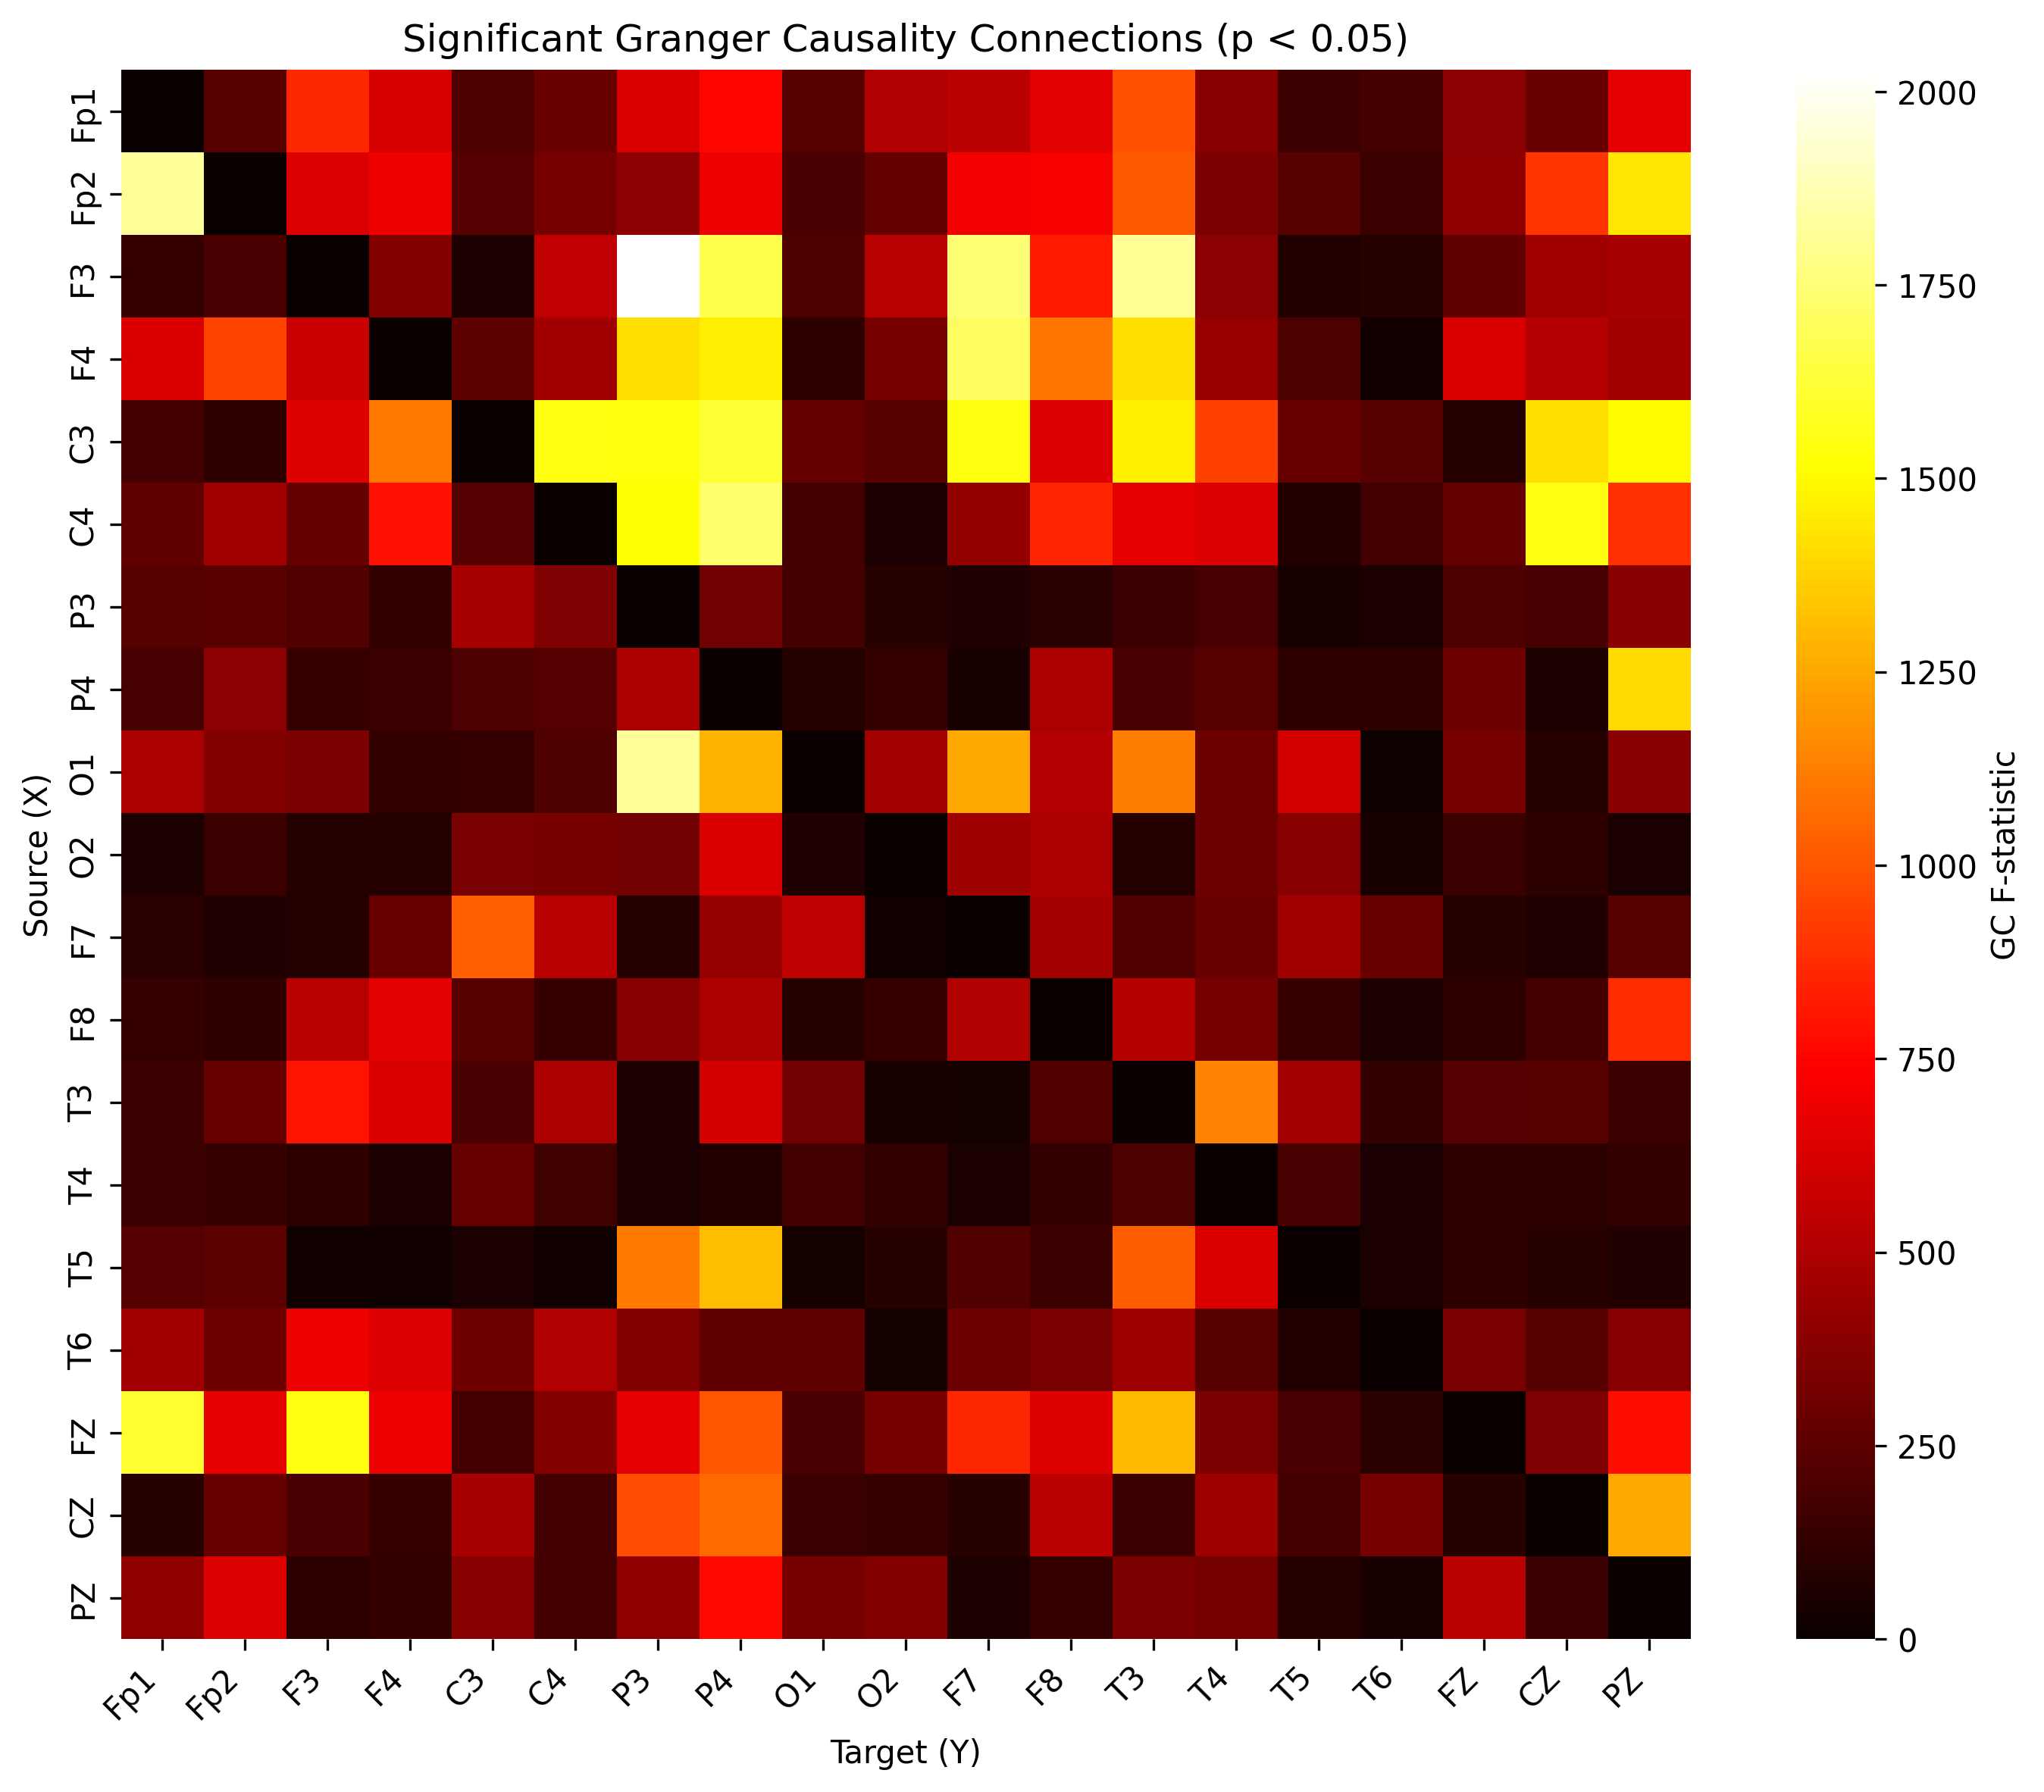 Significant Granger Causality Connections (p < 0.05)
Source (X)
Fp1
Fp2
F3
F4
C3
C4
P3
P4
O1
O2
F7
F8
T3
T4
T5
T6
FZ
CZ
PZ
Fp1 Fp2 F3 F4 C3 C4 P3 P4 O1 O2 F7 F8 T3 T4 T5 T6 FZ CZ PZ
Target (Y)
2000
1750
1500
1250
1000
750
500
250
0
GC F-statistic